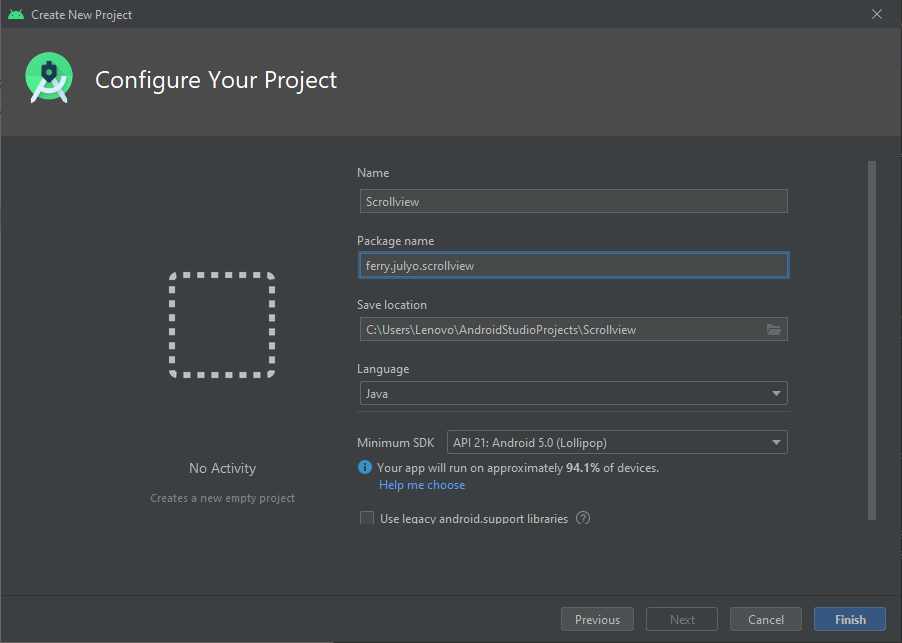 Create New Project
Configure Your Project
Name
Scrollview
Package name
ferry.julyo.scrollview
Save location
C:\Users\Lenovo\AndroidStudioProjects\Scrollview
Language
Java
Minimum SDK API 21: Android 5.0 (Lollipop)
Your app will run on approximately 94.1% of devices.
Help me choose
Use legacy android.support libraries ?
No Activity
Creates a new empty project
Previous Next Cancel Finish